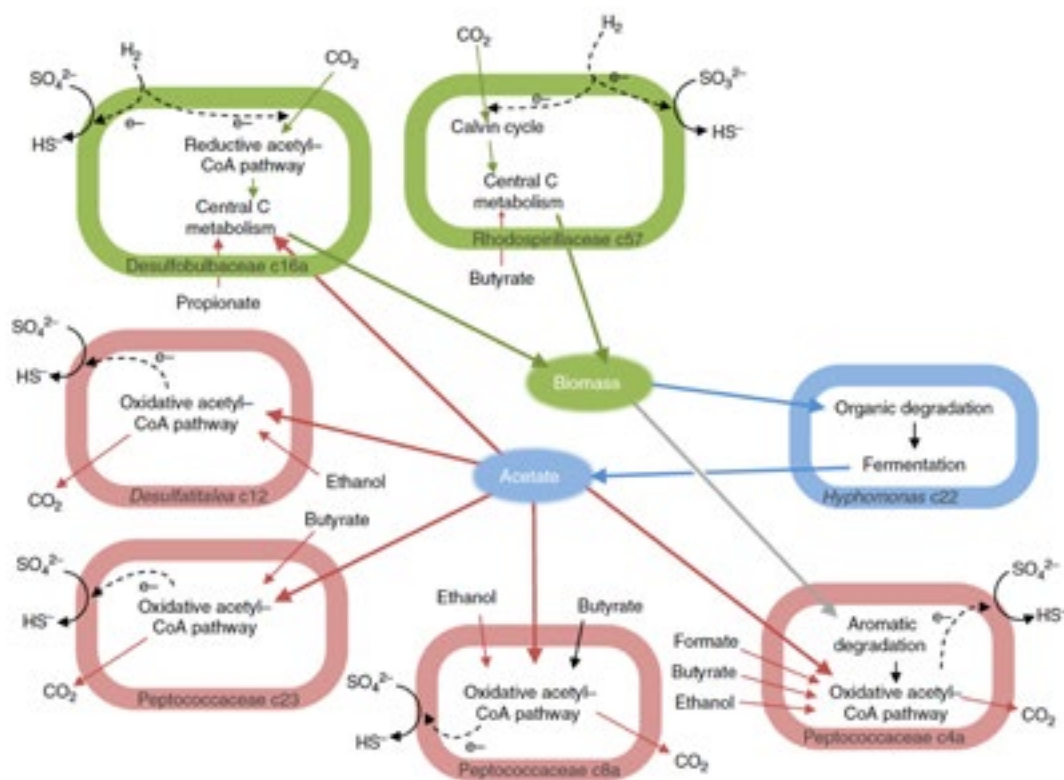 H₂
CO₂
SO₄²⁻
e–
e–
HS⁻
Reductive acetyl–
CoA pathway
Central C
metabolism
Desulfobulbaceae c16a
Propionate
CO₂
H₂
e–
e–
SO₃²⁻
HS⁻
Calvin cycle
Central C
metabolism
Rhodospirillaceae c57
Butyrate
SO₄²⁻
e–
HS⁻
Oxidative acetyl–
CoA pathway
CO₂
Ethanol
Desulfatitalea c12
Biomass
Acetate
Organic degradation
Fermentation
Hyphomonas c22
Butyrate
SO₄²⁻
e–
HS⁻
Oxidative acetyl–
CoA pathway
CO₂
Peptococcaceae c23
Ethanol
Butyrate
SO₄²⁻
Oxidative acetyl–
CoA pathway
HS⁻
e–
CO₂
Peptococcaceae c8a
SO₄²⁻
HS⁻
Aromatic
degradation
e–
Formate
Butyrate
Ethanol
Oxidative acetyl–
CoA pathway
CO₂
Peptococcaceae c4a